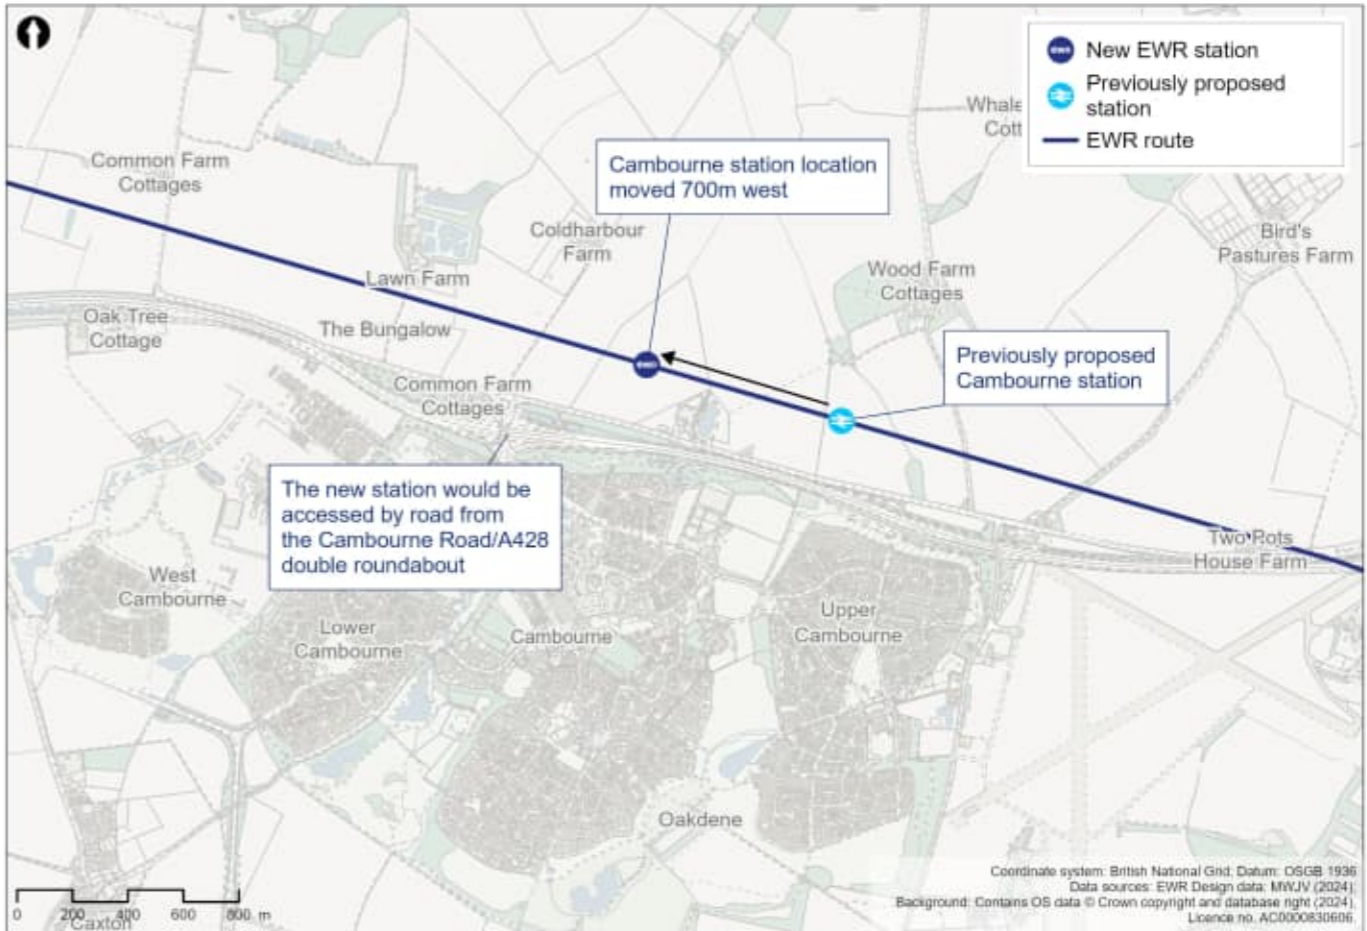 ewr New EWR station
Previously proposed
station
EWR route
Whale
Cott
Common Farm
Cottages
Cambourne station location
moved 700m west
Coldharbour
Farm
Bird's
Pastures Farm
Lawn Farm
Wood Farm
Cottages
Oak Tree
Cottage
The Bungalow
ewr
Previously proposed
Cambourne station
Common Farm
Cottages
The new station would be
accessed by road from
the Cambourne Road/A428
double roundabout
Two Pots
House Farm
West
Cambourne
Lower
Cambourne
Cambourne
Upper
Cambourne
Oakdene
0 200 400 600 800 m
Caxton
Coordinate system: British National Grid; Datum: OSGB 1936
Data sources: EWR Design data: MWJV (2024);
Background: Contains OS data © Crown copyright and database right (2024),
Licence no. AC0000830606.